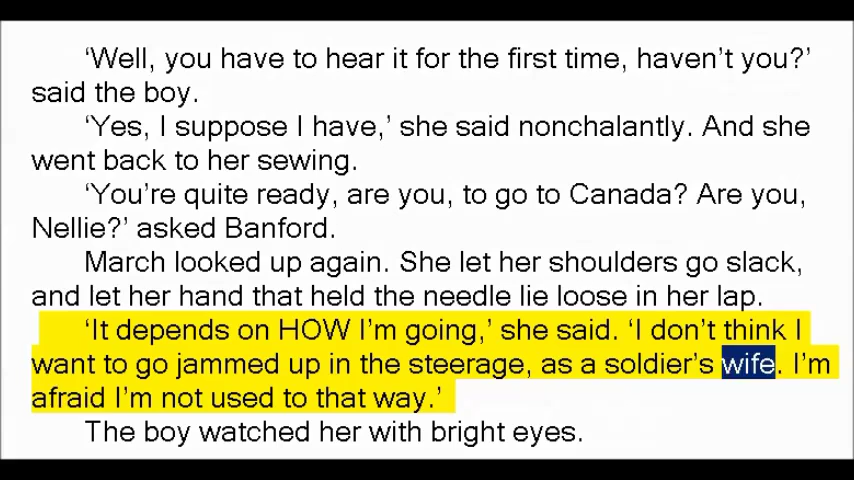 ‘Well, you have to hear it for the first time, haven’t you?’
said the boy.
‘Yes, I suppose I have,’ she said nonchalantly. And she
went back to her sewing.
‘You’re quite ready, are you, to go to Canada? Are you,
Nellie?’ asked Banford.
March looked up again. She let her shoulders go slack,
and let her hand that held the needle lie loose in her lap.
‘It depends on HOW I’m going,’ she said. ‘I don’t think I
want to go jammed up in the steerage, as a soldier’s wife. I’m
afraid I’m not used to that way.’
The boy watched her with bright eyes.